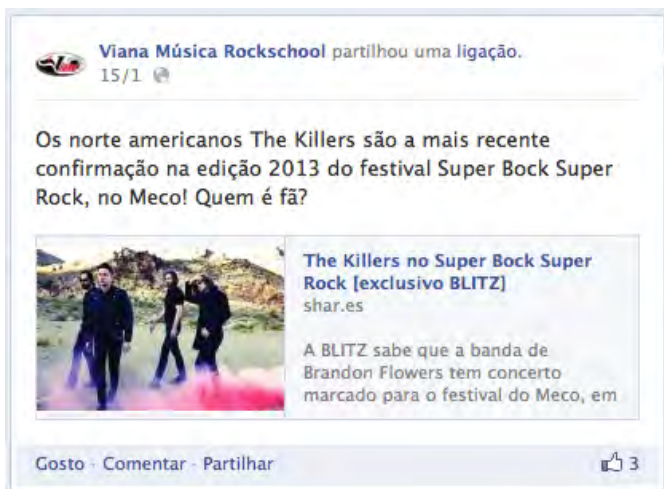 Viana Música Rockschool partilhou uma ligação.
15/1
Os norte americanos The Killers são a mais recente
confirmação na edição 2013 do festival Super Bock Super
Rock, no Meco! Quem é fã?
The Killers no Super Bock Super
Rock [exclusivo BLITZ]
shar.es
A BLITZ sabe que a banda de
Brandon Flowers tem concerto
marcado para o festival do Meco, em
Gosto · Comentar · Partilhar 3